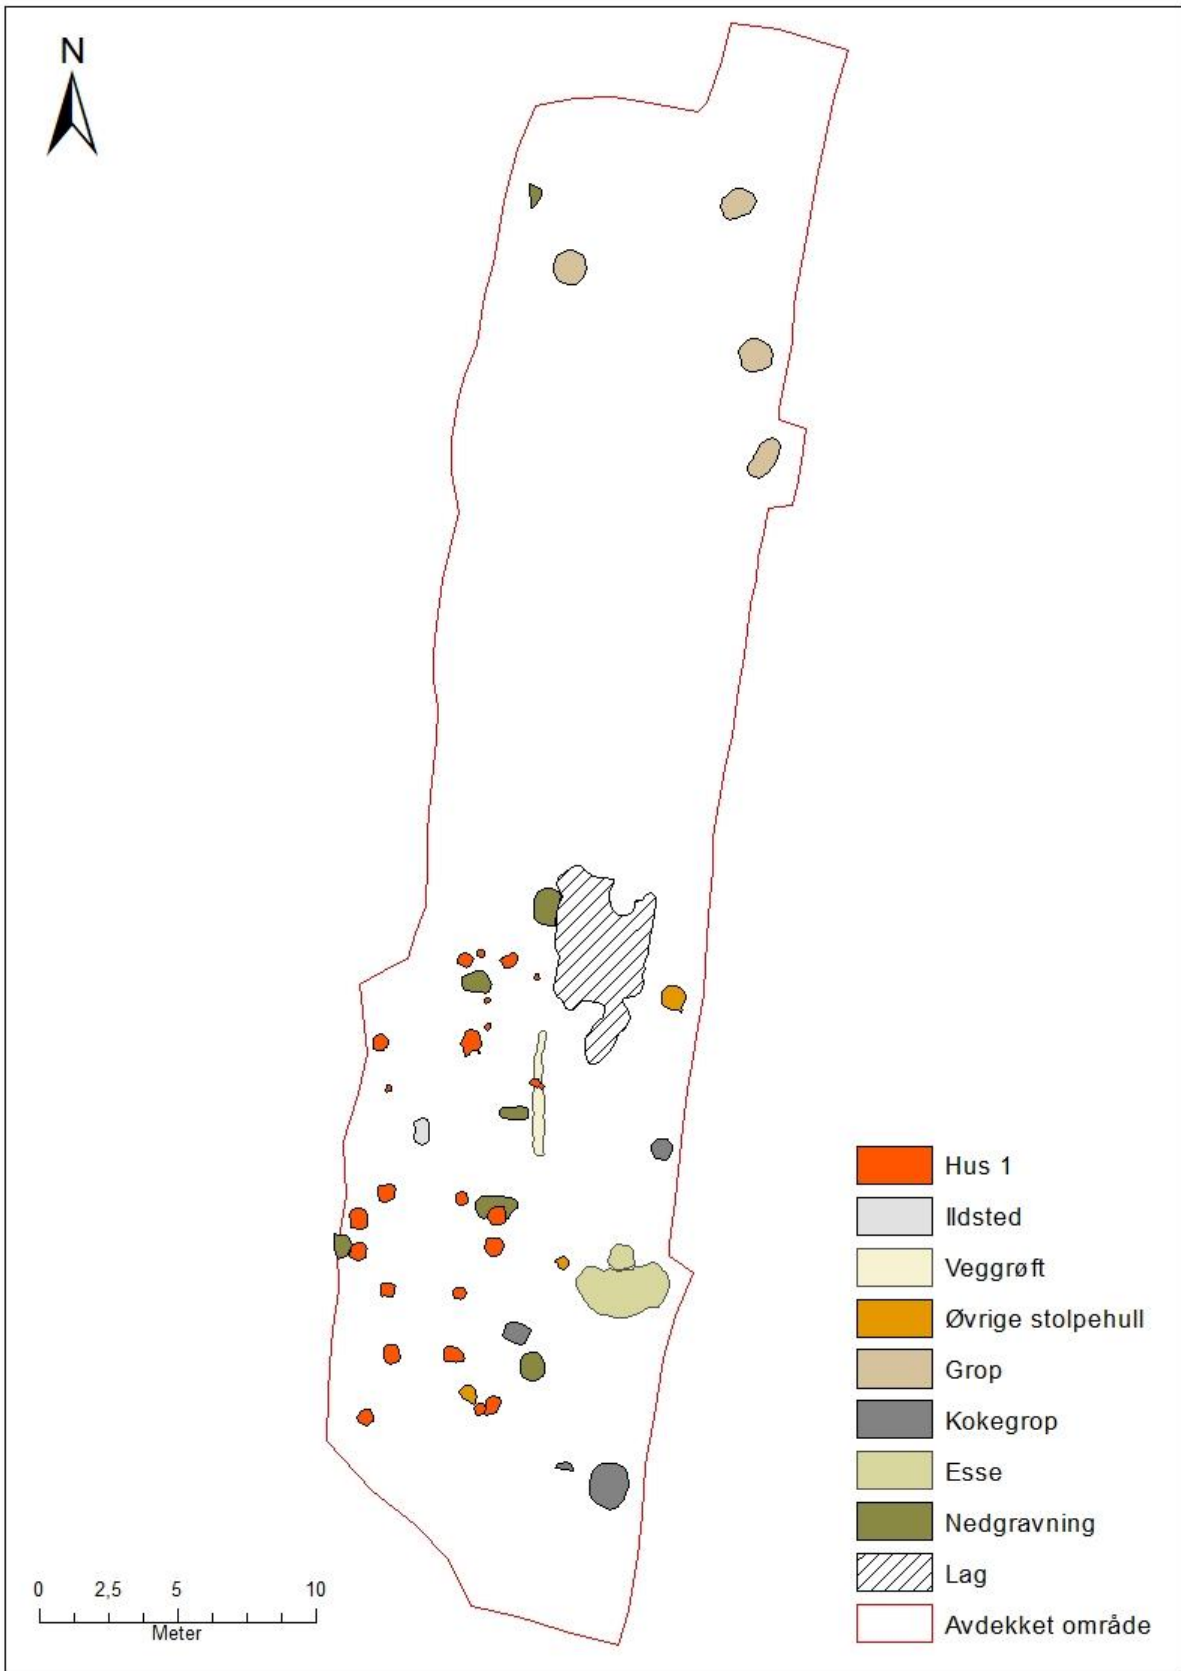 N
Hus 1
Ildsted
Veggrøft
Øvrige stolpehull
Grop
Kokegrop
Esse
Nedgravning
Lag
Avdekket område
0 2,5 5 10
Meter